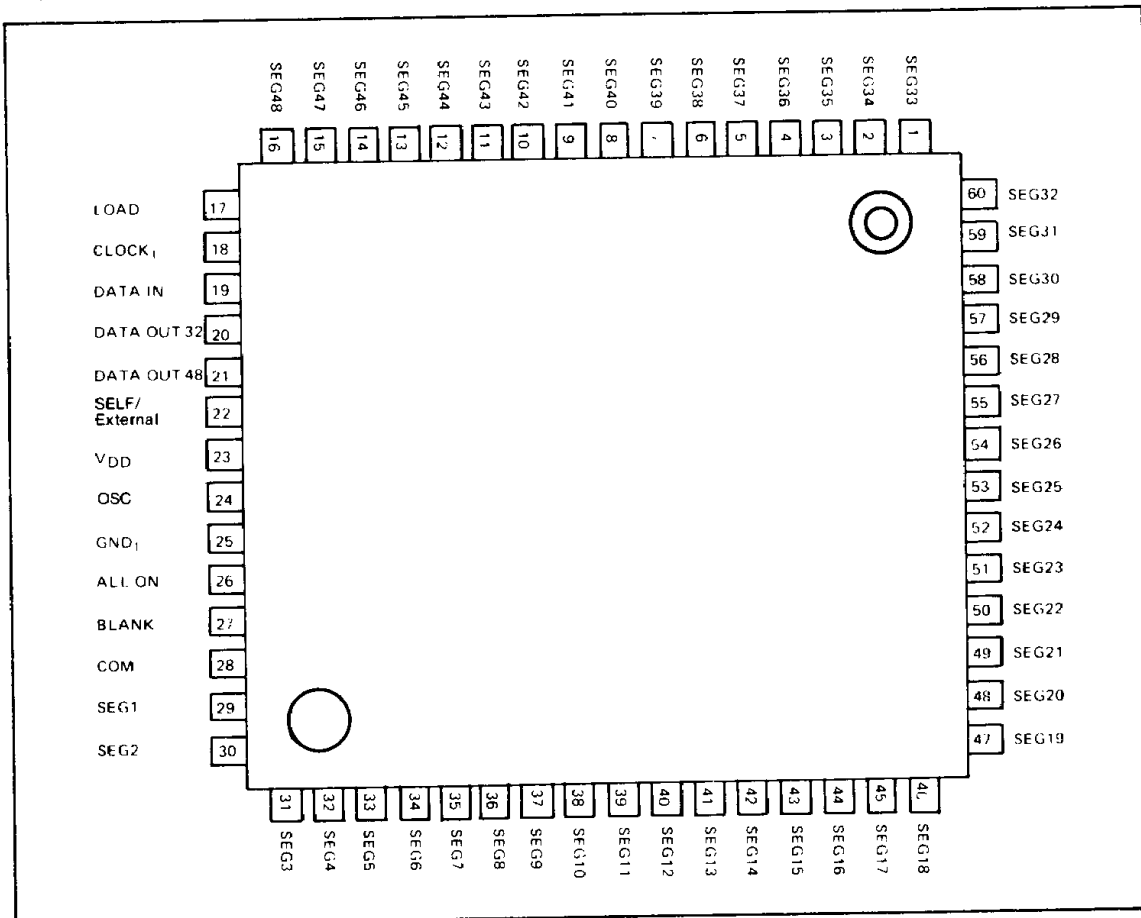 SEG48 SEG47 SEG46 SEG45 SEG44 SEG43 SEG42 SEG41 SEG40 SEG39 SEG38 SEG37 SEG36 SEG35 SEG34 SEG33
16 15 14 13 12 11 10 9 8 7 6 5 4 3 2 1
LOAD 17
CLOCK₁ 18
DATA IN 19
DATA OUT 32 20
DATA OUT 48 21
SELF/
External 22
VDD 23
OSC 24
GND₁ 25
ALL ON 26
BLANK 27
COM 28
SEG1 29
SEG2 30
60 SEG32
59 SEG31
58 SEG30
57 SEG29
56 SEG28
55 SEG27
54 SEG26
53 SEG25
52 SEG24
51 SEG23
50 SEG22
49 SEG21
48 SEG20
47 SEG19
31 32 33 34 35 36 37 38 39 40 41 42 43 44 45 46
SEG3 SEG4 SEG5 SEG6 SEG7 SEG8 SEG9 SEG10 SEG11 SEG12 SEG13 SEG14 SEG15 SEG16 SEG17 SEG18